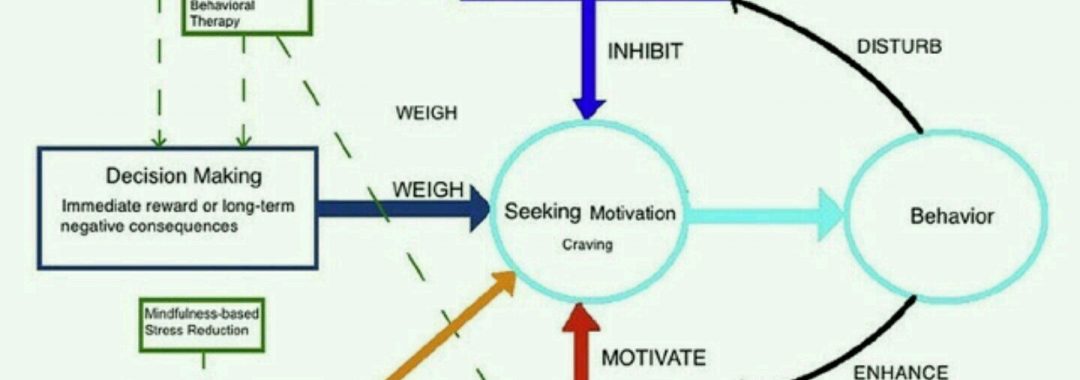 Behavioral
Therapy
INHIBIT
DISTURB
WEIGH
Decision Making
Immediate reward or long-term
negative consequences
WEIGH
Seeking Motivation
Craving
Behavior
Mindfulness-based
Stress Reduction
MOTIVATE
ENHANCE